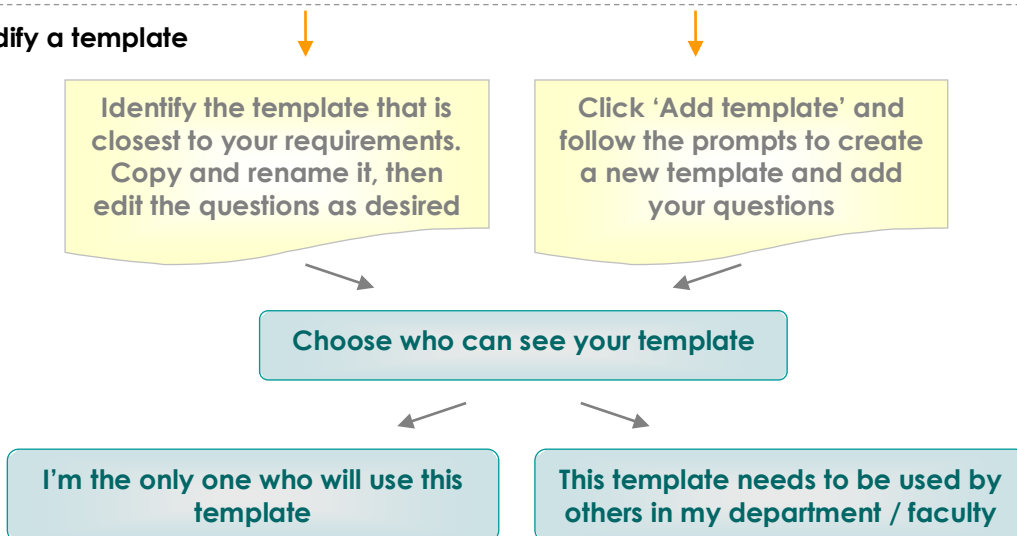 dify a template
Identify the template that is
closest to your requirements.
Copy and rename it, then
edit the questions as desired
Click ‘Add template’ and
follow the prompts to create
a new template and add
your questions
Choose who can see your template
I’m the only one who will use this
template
This template needs to be used by
others in my department / faculty